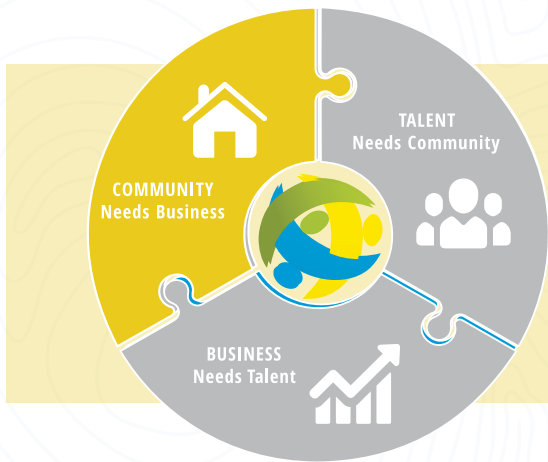 TALENT
Needs Community
COMMUNITY
Needs Business
BUSINESS
Needs Talent